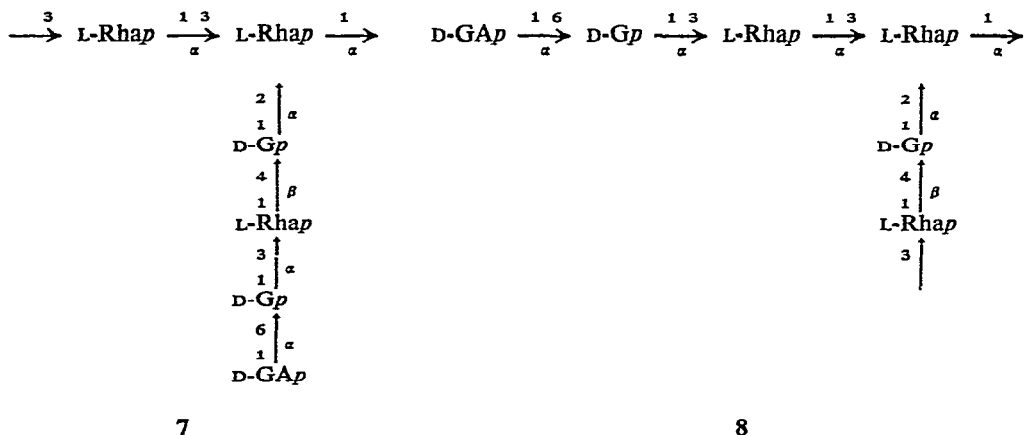 3 1 3 1 1 6 1 3 1 3 1
L-Rhap L-Rhap D-GAp D-Gp L-Rhap L-Rhap
α α α α α α
2 2
α α
1 1
D-Gp D-Gp
4 4
β β
1 1
L-Rhap L-Rhap
3 3
α
1
D-Gp
6
α
1
D-GAp
7 8